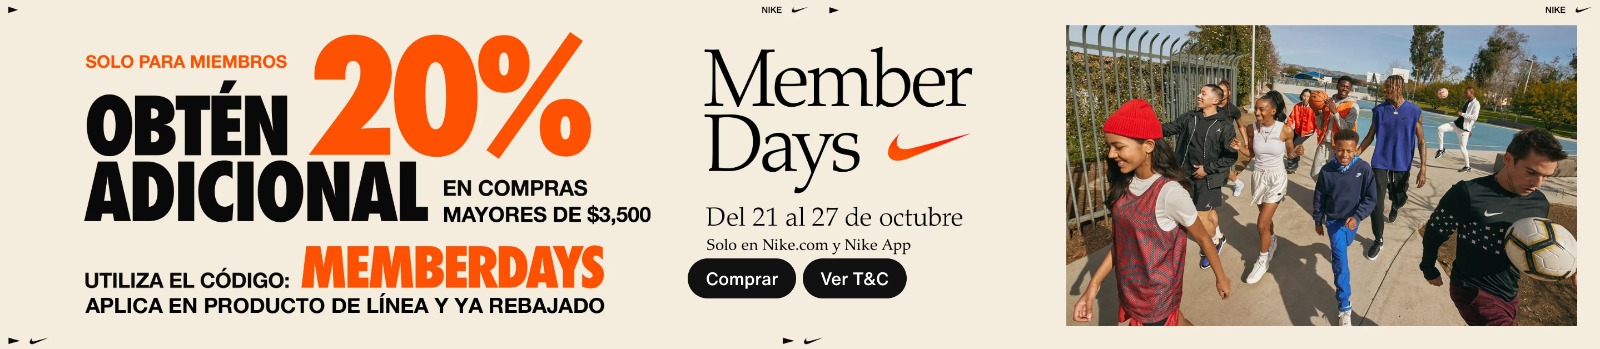 NIKE
NIKE
SOLO PARA MIEMBROS
OBTÉN 20%
ADICIONAL EN COMPRAS
MAYORES DE $3,500
UTILIZA EL CÓDIGO: MEMBERDAYS
APLICA EN PRODUCTO DE LÍNEA Y YA REBAJADO
Member
Days
Del 21 al 27 de octubre
Solo en Nike.com y Nike App
Comprar
Ver T&C